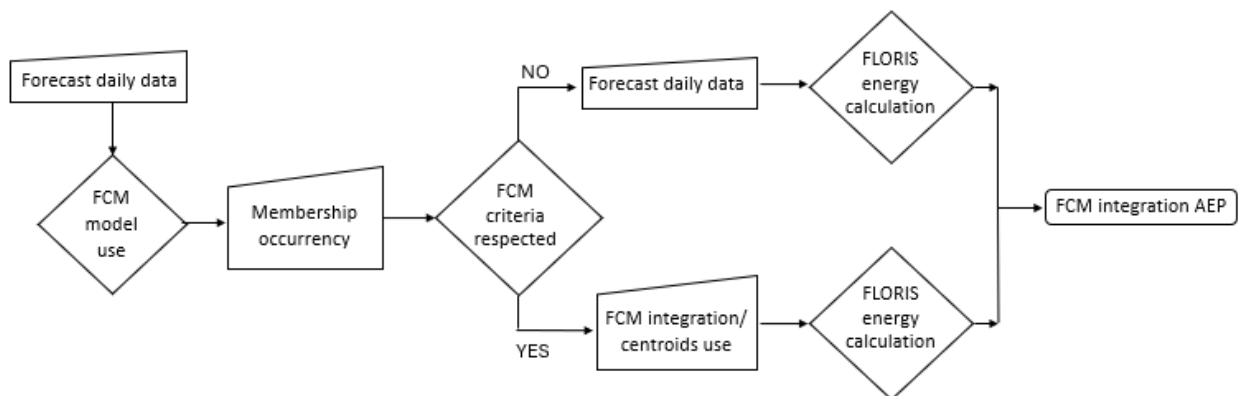 Forecast daily data
FCM
model
use
Membership
occurrency
FCM
criteria
respected
NO
Forecast daily data
FLORIS
energy
calculation
YES
FCM integration/
centroids use
FLORIS
energy
calculation
FCM integration AEP